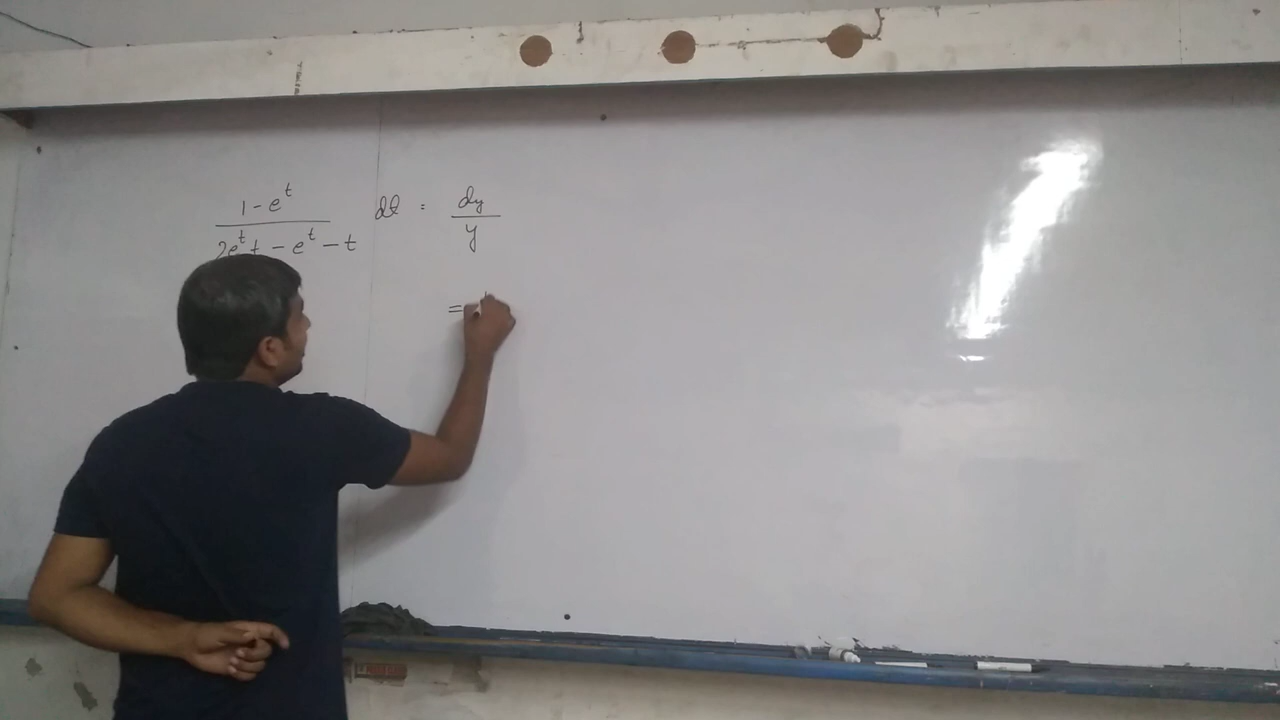 1 - e^t / 2e^t t - e^t - t dt = dy / y
=